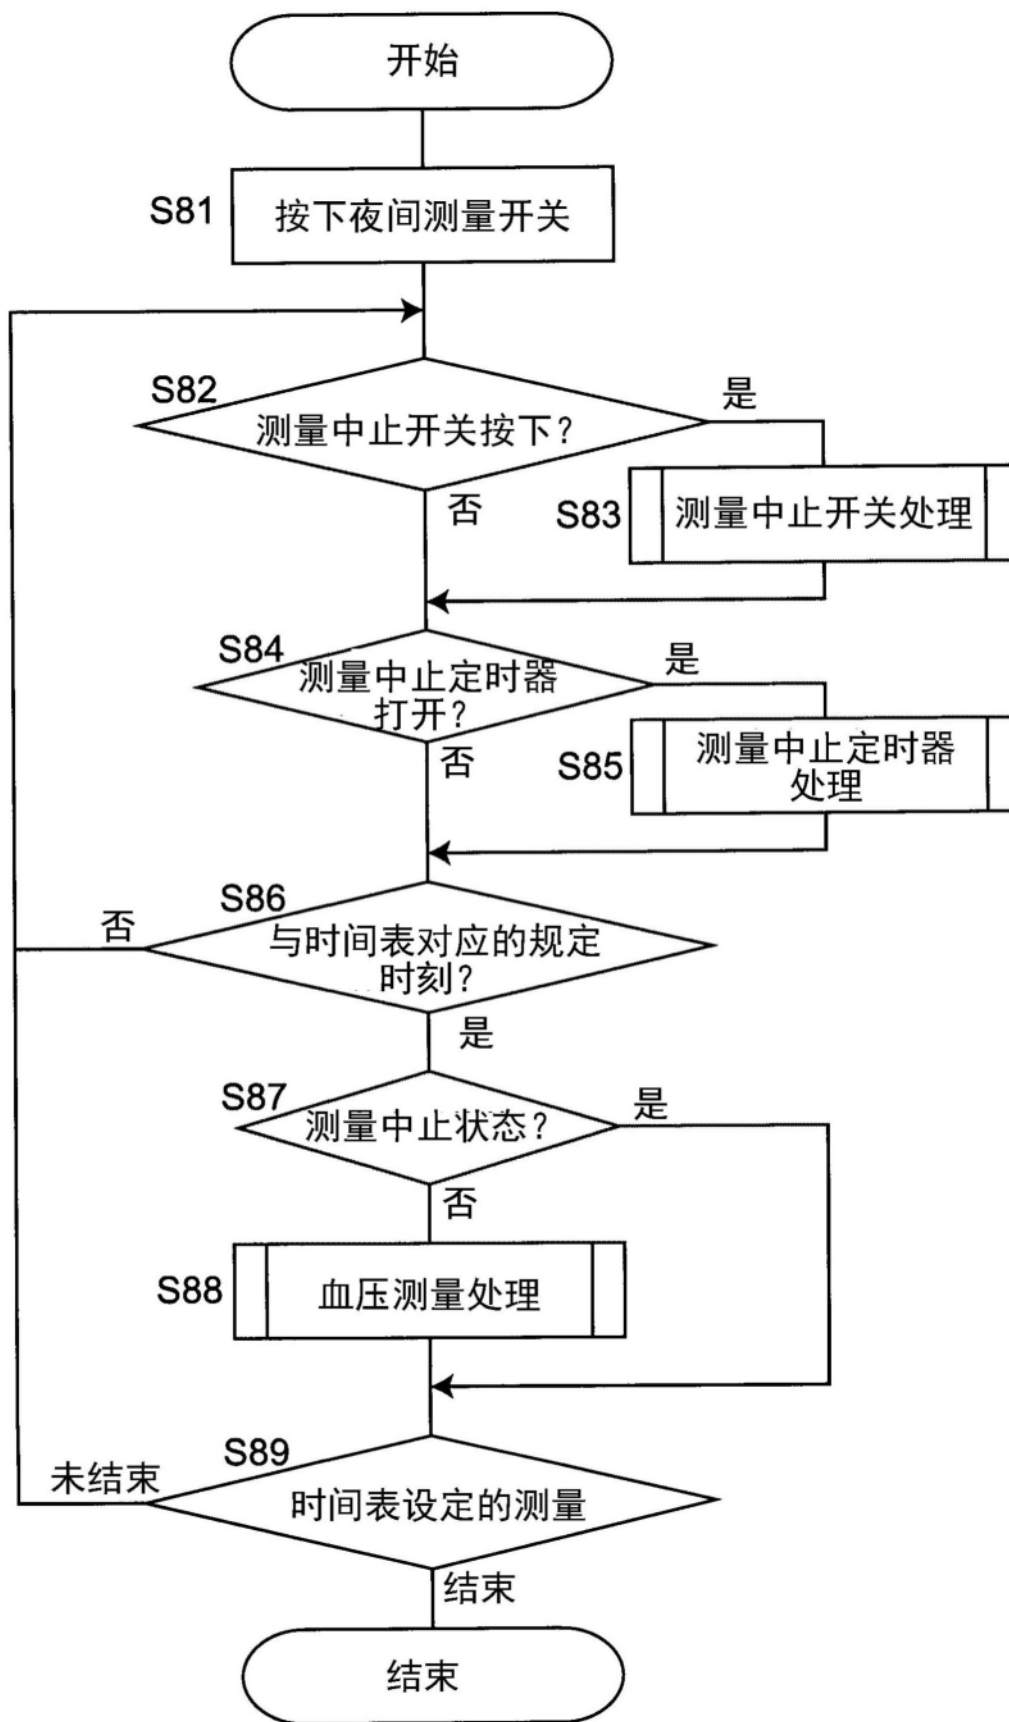 开始
S81
按下夜间测量开关
S82
测量中止开关按下?
是
否
S83
测量中止开关处理
S84
测量中止定时器
打开?
是
否
S85
测量中止定时器
处理
S86
与时间表对应的规定
时刻?
否
是
S87
测量中止状态?
是
否
S88
血压测量处理
S89
时间表设定的测量
未结束
结束
结束